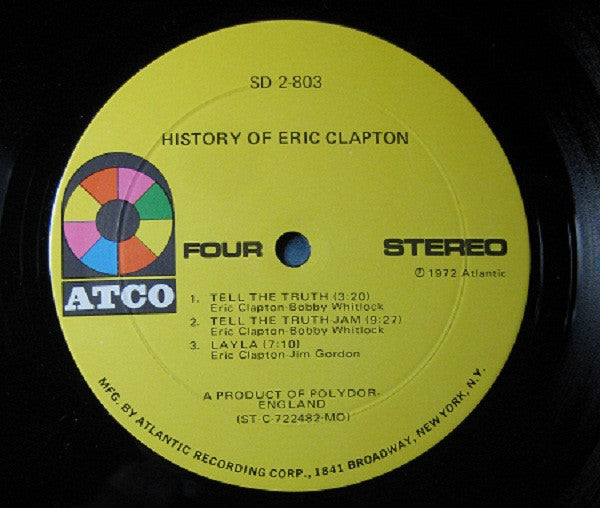 SD 2-803
HISTORY OF ERIC CLAPTON
ATCO
FOUR
STEREO
℗ 1972 Atlantic
1. TELL THE TRUTH (3:20)
Eric Clapton-Bobby Whitlock
2. TELL THE TRUTH-JAM (9:27)
Eric Clapton-Bobby Whitlock
3. LAYLA (7:10)
Eric Clapton-Jim Gordon
A PRODUCT OF POLYDOR-
ENGLAND
(ST-C-722482-MO)
MFG. BY ATLANTIC RECORDING CORP., 1841 BROADWAY, NEW YORK, N.Y.